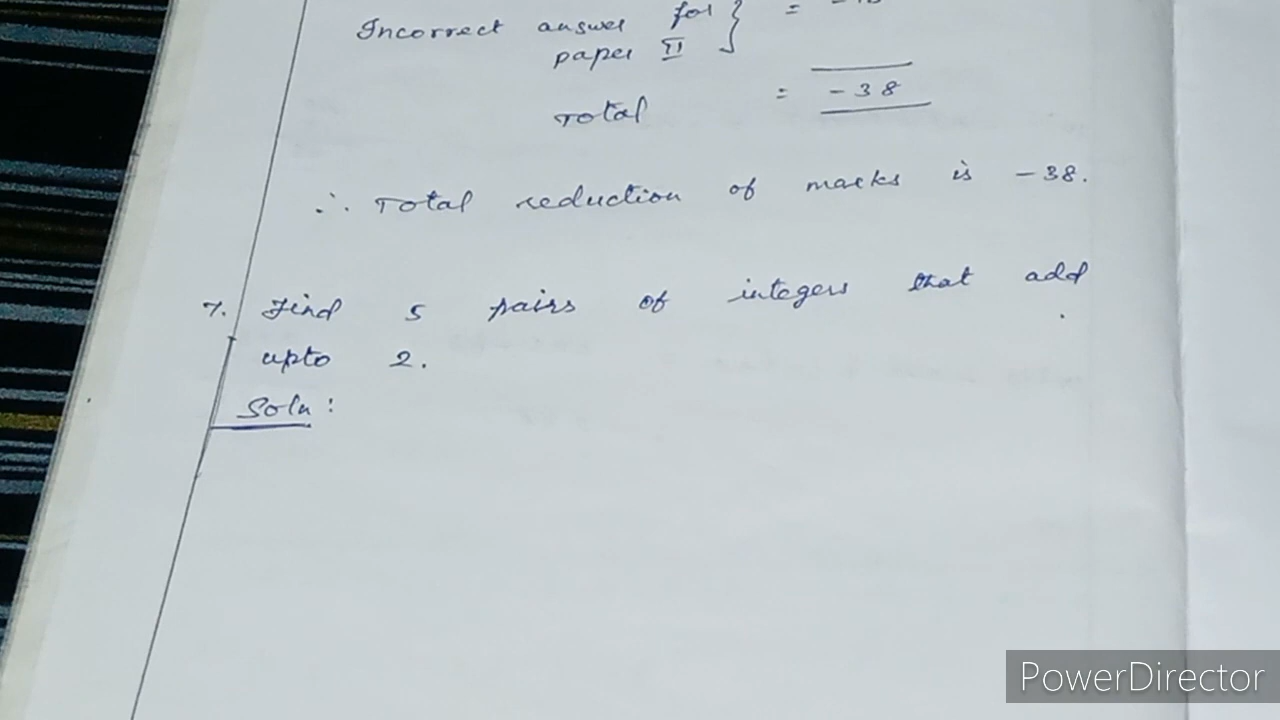 Incorrect answer for } =
paper II
Total = - 38
∴ Total reduction of marks is - 38.
7. Find 5 pairs of integers that add
upto 2.
Soln :
PowerDirector